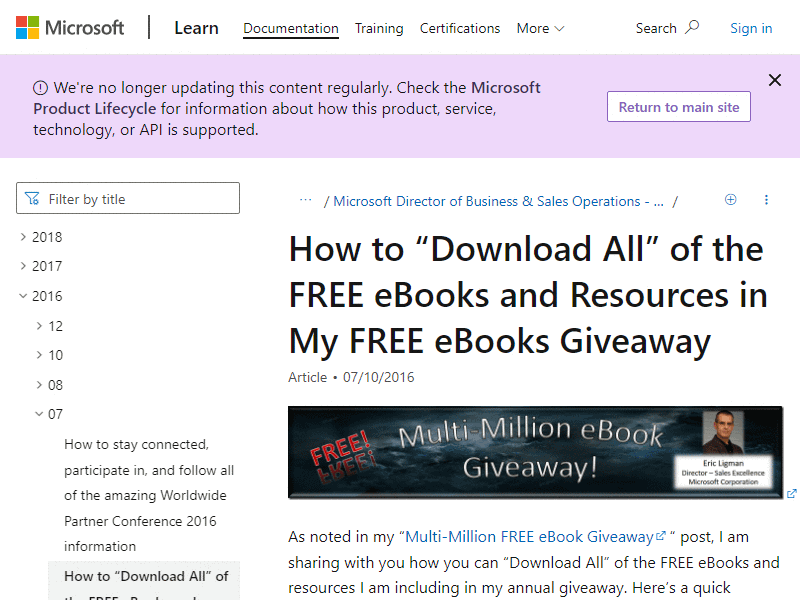 Microsoft
Learn
Documentation
Training
Certifications
More
Search
Sign in
We're no longer updating this content regularly. Check the Microsoft
Product Lifecycle for information about how this product, service,
technology, or API is supported.
Return to main site
Filter by title
2018
2017
2016
12
10
08
07
How to stay connected,
participate in, and follow all
of the amazing Worldwide
Partner Conference 2016
information
How to “Download All” of
... / Microsoft Director of Business & Sales Operations - ... /
How to “Download All” of the
FREE eBooks and Resources in
My FREE eBooks Giveaway
Article • 07/10/2016
FREE!
Multi-Million eBook
Giveaway!
Eric Ligman
Director – Sales Excellence
Microsoft Corporation
As noted in my “Multi-Million FREE eBook Giveaway “ post, I am
sharing with you how you can “Download All” of the FREE eBooks and
resources I am including in my annual giveaway. Here’s a quick